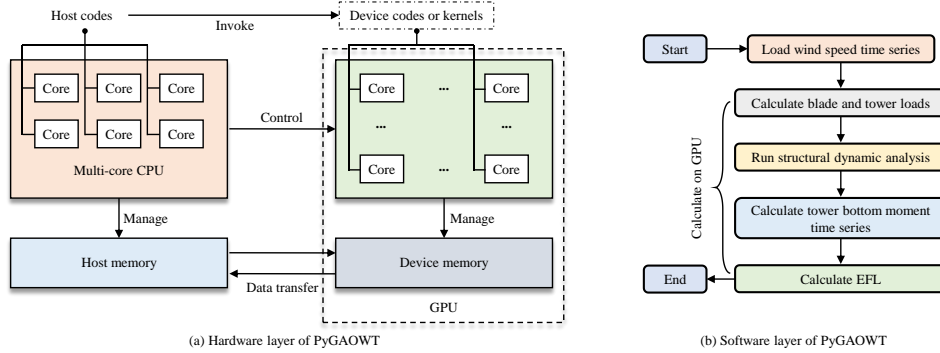 Host codes
Invoke
Device codes or kernels
Core Core Core
Core Core Core
Multi-core CPU
Control
Core ... Core
... ...
Core ... Core
Manage
Manage
Host memory
Data transfer
Device memory
GPU
(a) Hardware layer of PyGAOWT
Start
Load wind speed time series
Calculate blade and tower loads
Run structural dynamic analysis
Calculate tower bottom moment
time series
Calculate EFL
Calculate on GPU
End
(b) Software layer of PyGAOWT